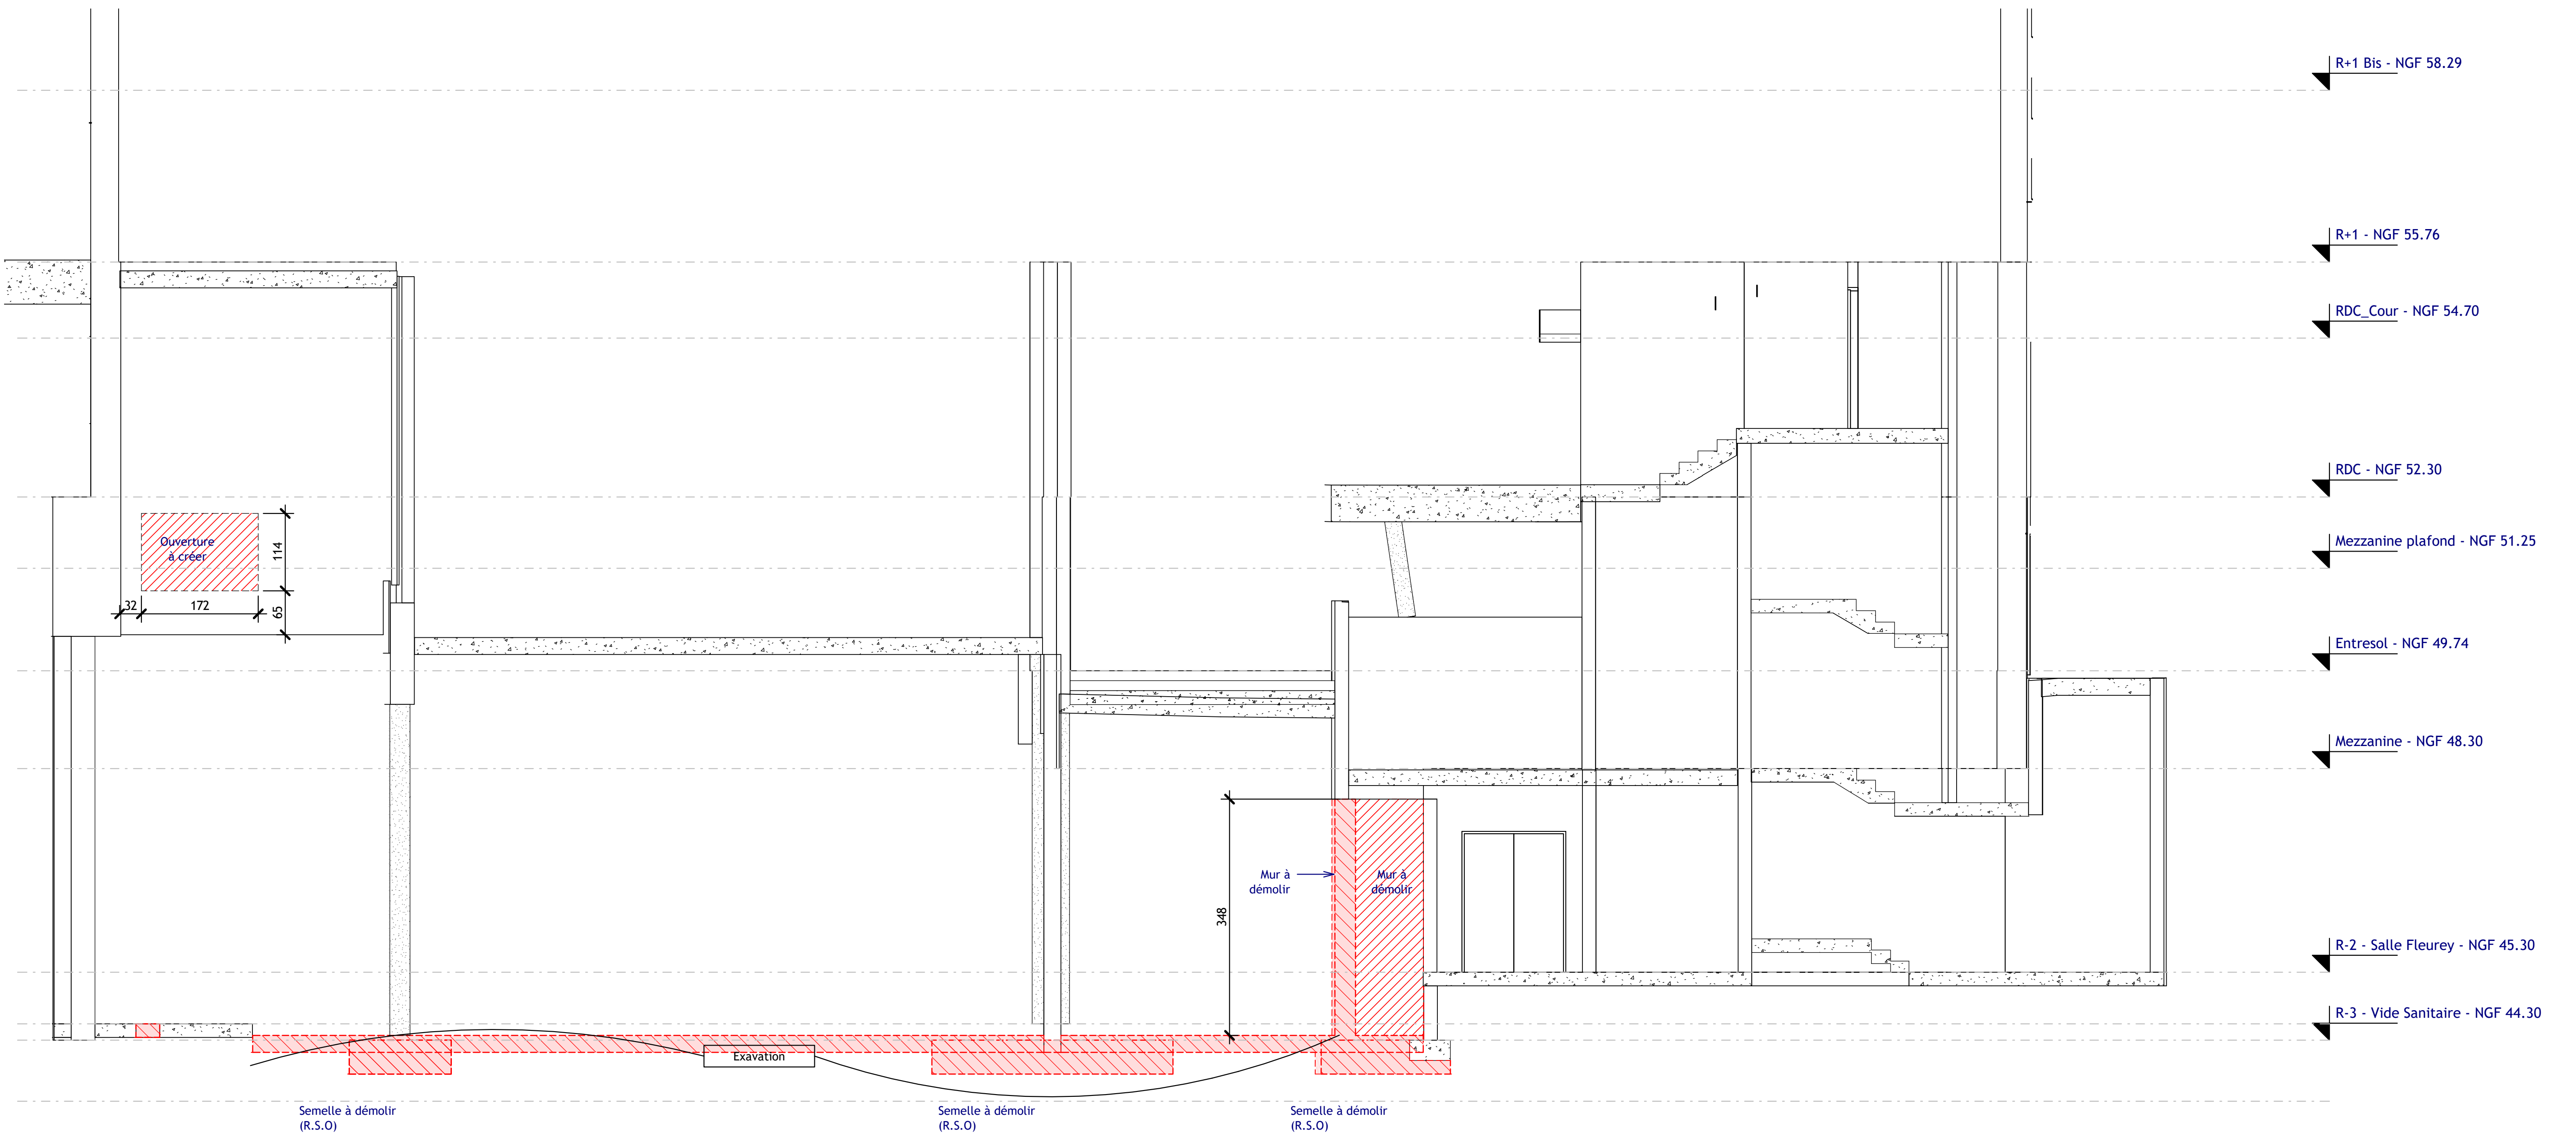 R+1 Bis - NGF 58.29
R+1 - NGF 55.76
RDC_Cour - NGF 54.70
RDC - NGF 52.30
Ouverture
à créer
114
Mezzanine plafond - NGF 51.25
32
172
65
Entresol - NGF 49.74
Mezzanine - NGF 48.30
Mur à
démolir
Mur à
démolir
348
R-2 - Salle Fleurey - NGF 45.30
R-3 - Vide Sanitaire - NGF 44.30
Exavation
Semelle à démolir
(R.S.O)
Semelle à démolir
(R.S.O)
Semelle à démolir
(R.S.O)